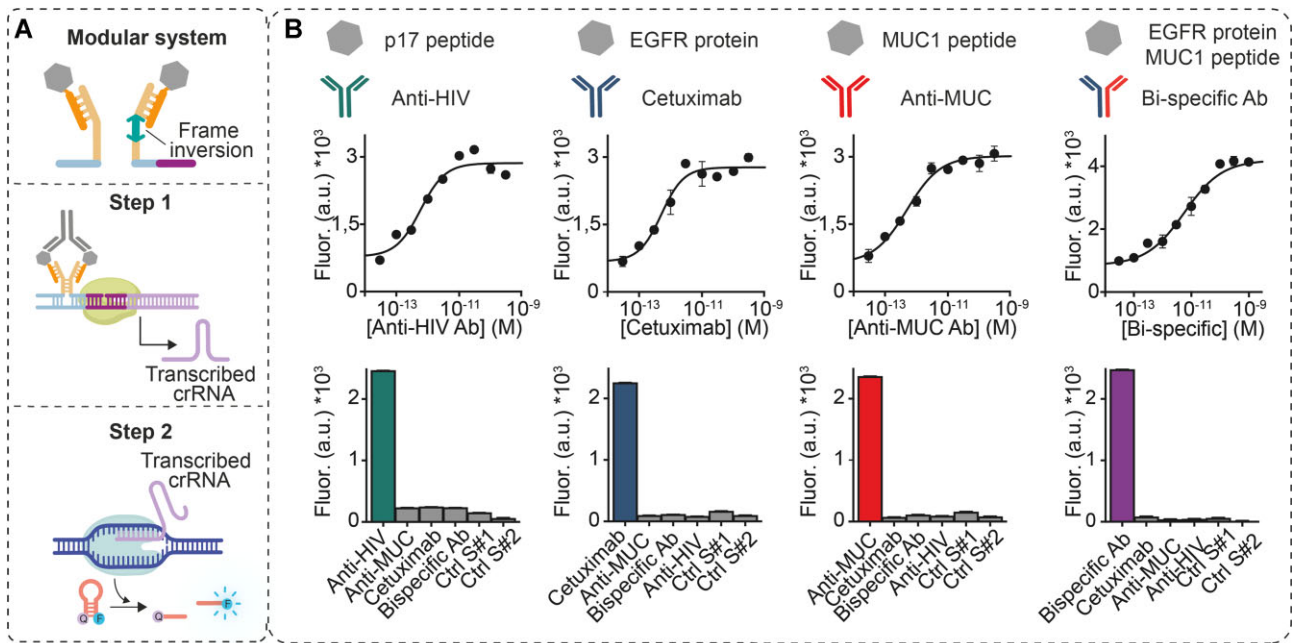 A
Modular system
Frame
inversion
Step 1
Transcribed
crRNA
Step 2
Transcribed
crRNA
Q
F
Q
F
B
p17 peptide
Anti-HIV
EGFR protein
Cetuximab
MUC1 peptide
Anti-MUC
EGFR protein
MUC1 peptide
Bi-specific Ab
Fluor. (a.u.) *10³
3
1,5
0
10⁻¹³
10⁻¹¹
10⁻⁹
[Anti-HIV Ab] (M)
Fluor. (a.u.) *10³
3
1,5
0
10⁻¹³
10⁻¹¹
10⁻⁹
[Cetuximab] (M)
Fluor. (a.u.) *10³
3
1,5
0
10⁻¹³
10⁻¹¹
10⁻⁹
[Anti-MUC Ab] (M)
Fluor. (a.u.) *10³
4
2
0
10⁻¹³
10⁻¹¹
10⁻⁹
[Bi-specific] (M)
Fluor. (a.u.) *10³
2
1
0
Anti-HIV
Anti-MUC
Cetuximab
Bispecific Ab
Ctrl S#1
Ctrl S#2
Fluor. (a.u.) *10³
2
1
0
Cetuximab
Anti-MUC
Bispecific Ab
Anti-HIV
Ctrl S#1
Ctrl S#2
Fluor. (a.u.) *10³
2
1
0
Anti-MUC
Cetuximab
Bispecific Ab
Anti-HIV
Ctrl S#1
Ctrl S#2
Fluor. (a.u.) *10³
2
1
0
Bispecific Ab
Cetuximab
Anti-MUC
Anti-HIV
Ctrl S#1
Ctrl S#2